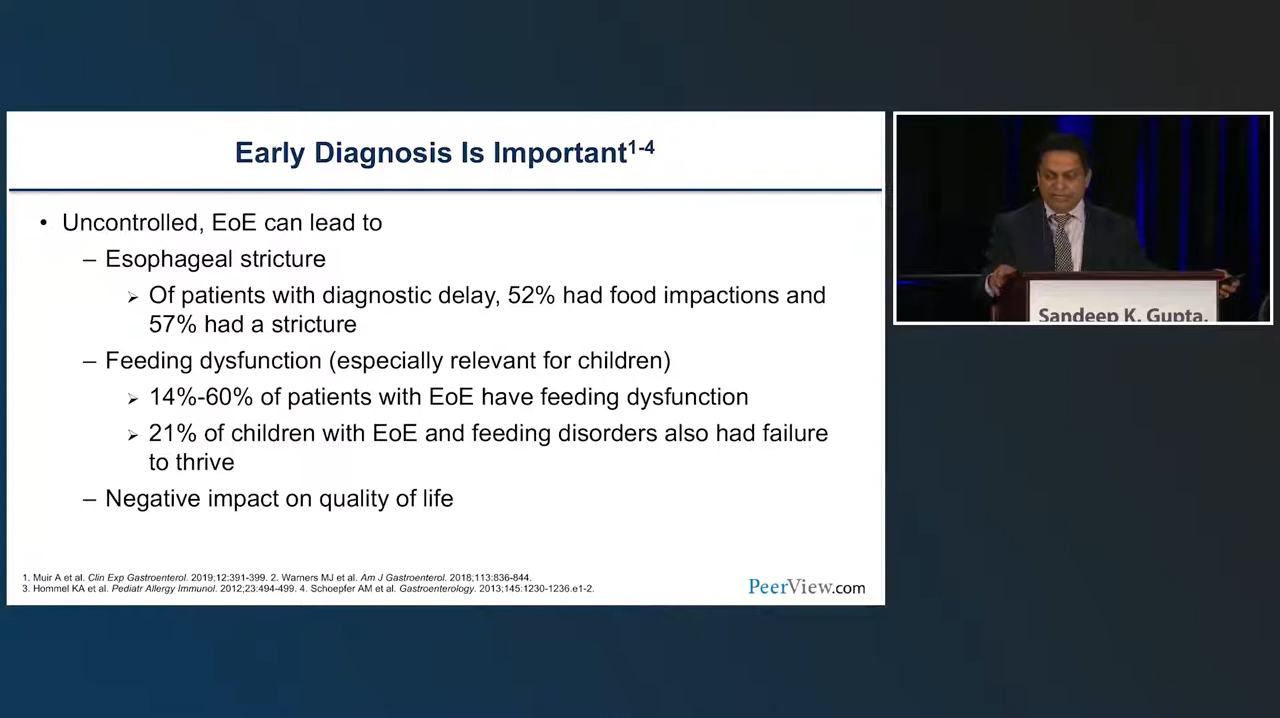 Early Diagnosis Is Important1-4
• Uncontrolled, EoE can lead to
– Esophageal stricture
➢ Of patients with diagnostic delay, 52% had food impactions and
57% had a stricture
– Feeding dysfunction (especially relevant for children)
➢ 14%-60% of patients with EoE have feeding dysfunction
➢ 21% of children with EoE and feeding disorders also had failure
to thrive
– Negative impact on quality of life
1. Muir A et al. Clin Exp Gastroenterol. 2019;12:391-399. 2. Warners MJ et al. Am J Gastroenterol. 2018;113:836-844.
3. Hommel KA et al. Pediatr Allergy Immunol. 2012;23:494-499. 4. Schoepfer AM et al. Gastroenterology. 2013;145:1230-1236.e1-2.
PeerView.com
Sandeep K. Gupta,